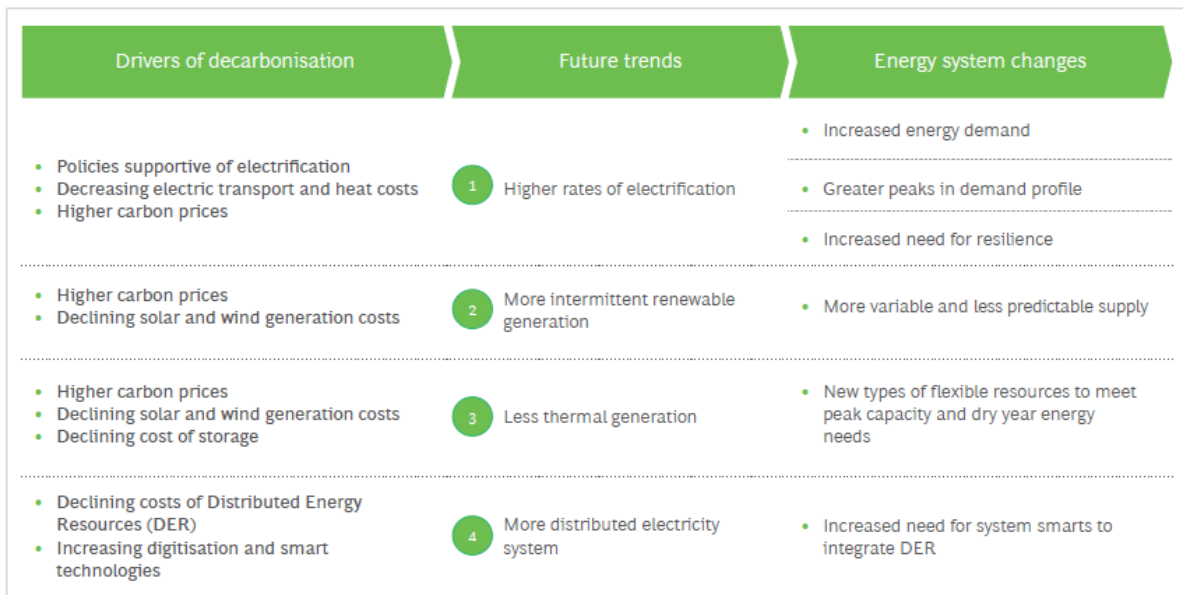 Drivers of decarbonisation
Future trends
Energy system changes
• Policies supportive of electrification
• Decreasing electric transport and heat costs
• Higher carbon prices
1
Higher rates of electrification
• Increased energy demand
• Greater peaks in demand profile
• Increased need for resilience
• Higher carbon prices
• Declining solar and wind generation costs
2
More intermittent renewable
generation
• More variable and less predictable supply
• Higher carbon prices
• Declining solar and wind generation costs
• Declining cost of storage
3
Less thermal generation
• New types of flexible resources to meet
peak capacity and dry year energy
needs
• Declining costs of Distributed Energy
Resources (DER)
• Increasing digitisation and smart
technologies
4
More distributed electricity
system
• Increased need for system smarts to
integrate DER